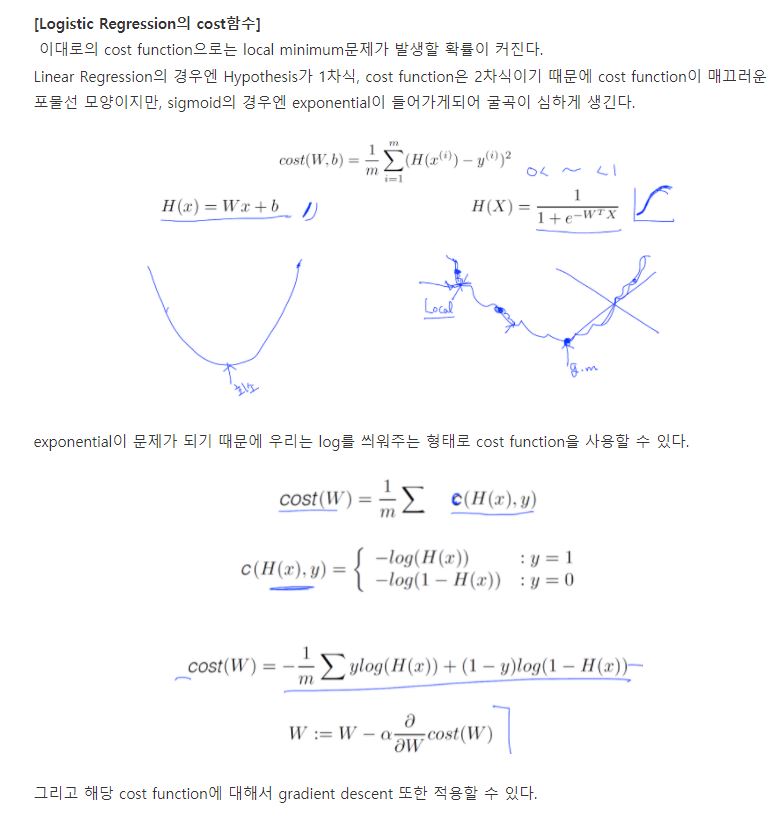 [Logistic Regression의 cost함수]
이대로의 cost function으로는 local minimum문제가 발생할 확률이 커진다.
Linear Regression의 경우엔 Hypothesis가 1차식, cost function은 2차식이기 때문에 cost function이 매끄러운
포물선 모양이지만, sigmoid의 경우엔 exponential이 들어가게되어 굴곡이 심하게 생긴다.
cost(W, b) = \frac{1}{m} \sum_{i=1}^{m} (H(x^{(i)}) - y^{(i)})^2
0< ~ <1
H(x) = Wx + b 1)
H(X) = \frac{1}{1 + e^{-W^T X}}
Local
g.m
최소
exponential이 문제가 되기 때문에 우리는 log를 씌워주는 형태로 cost function을 사용할 수 있다.
cost(W) = \frac{1}{m} \sum c(H(x), y)
c(H(x), y) = { -log(H(x)) : y = 1
-log(1 - H(x)) : y = 0
cost(W) = -\frac{1}{m} \sum ylog(H(x)) + (1 - y)log(1 - H(x))
W := W - α\frac{∂}{∂W}cost(W)
그리고 해당 cost function에 대해서 gradient descent 또한 적용할 수 있다.